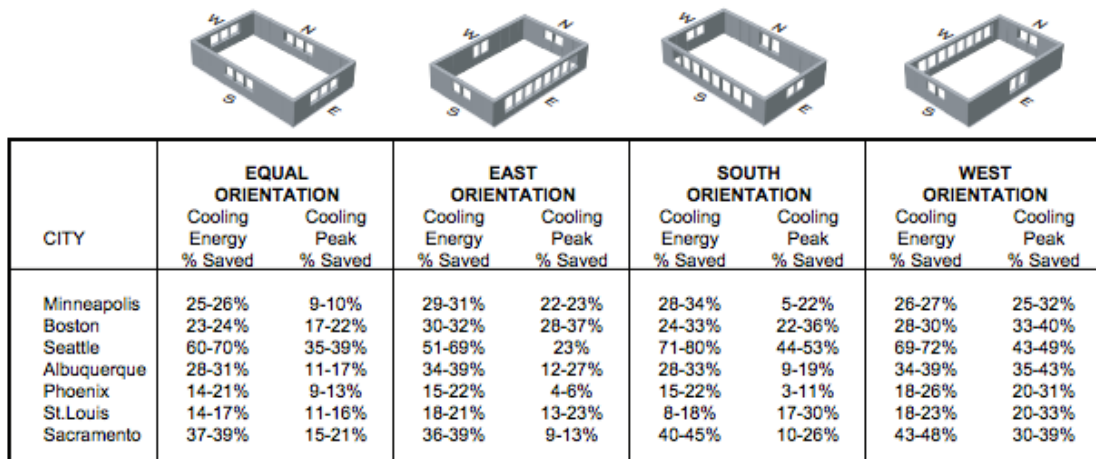 W N S E W N S E W N S E W N S E
EQUAL ORIENTATION EAST ORIENTATION SOUTH ORIENTATION WEST ORIENTATION
CITY Cooling Energy % Saved Cooling Peak % Saved Cooling Energy % Saved Cooling Peak % Saved Cooling Energy % Saved Cooling Peak % Saved Cooling Energy % Saved Cooling Peak % Saved
Minneapolis 25-26% 9-10% 29-31% 22-23% 28-34% 5-22% 26-27% 25-32%
Boston 23-24% 17-22% 30-32% 28-37% 24-33% 22-36% 28-30% 33-40%
Seattle 60-70% 35-39% 51-69% 23% 71-80% 44-53% 69-72% 43-49%
Albuquerque 28-31% 11-17% 34-39% 12-27% 28-33% 9-19% 34-39% 35-43%
Phoenix 14-21% 9-13% 15-22% 4-6% 15-22% 3-11% 18-26% 20-31%
St.Louis 14-17% 11-16% 18-21% 13-23% 8-18% 17-30% 18-23% 20-33%
Sacramento 37-39% 15-21% 36-39% 9-13% 40-45% 10-26% 43-48% 30-39%